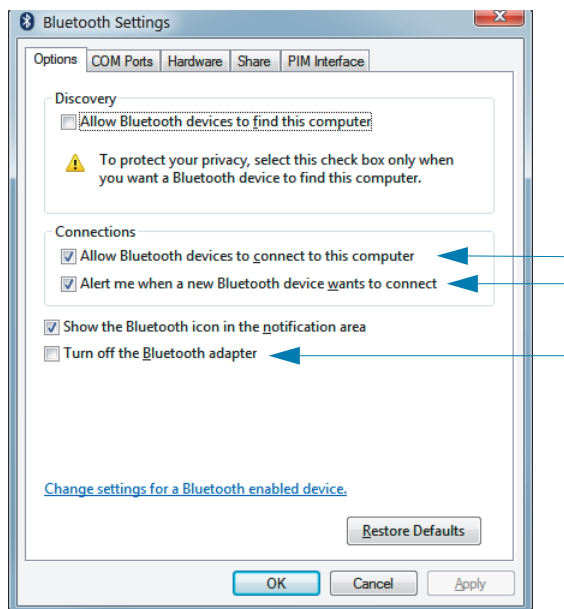 Bluetooth Settings
Options COM Ports Hardware Share PIM Interface
Discovery
Allow Bluetooth devices to find this computer
To protect your privacy, select this check box only when
you want a Bluetooth device to find this computer.
Connections
Allow Bluetooth devices to connect to this computer
Alert me when a new Bluetooth device wants to connect
Show the Bluetooth icon in the notification area
Turn off the Bluetooth adapter
Change settings for a Bluetooth enabled device.
Restore Defaults
OK Cancel Apply